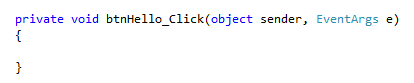 private void btnHello_Click(object sender, EventArgs e)
{
}